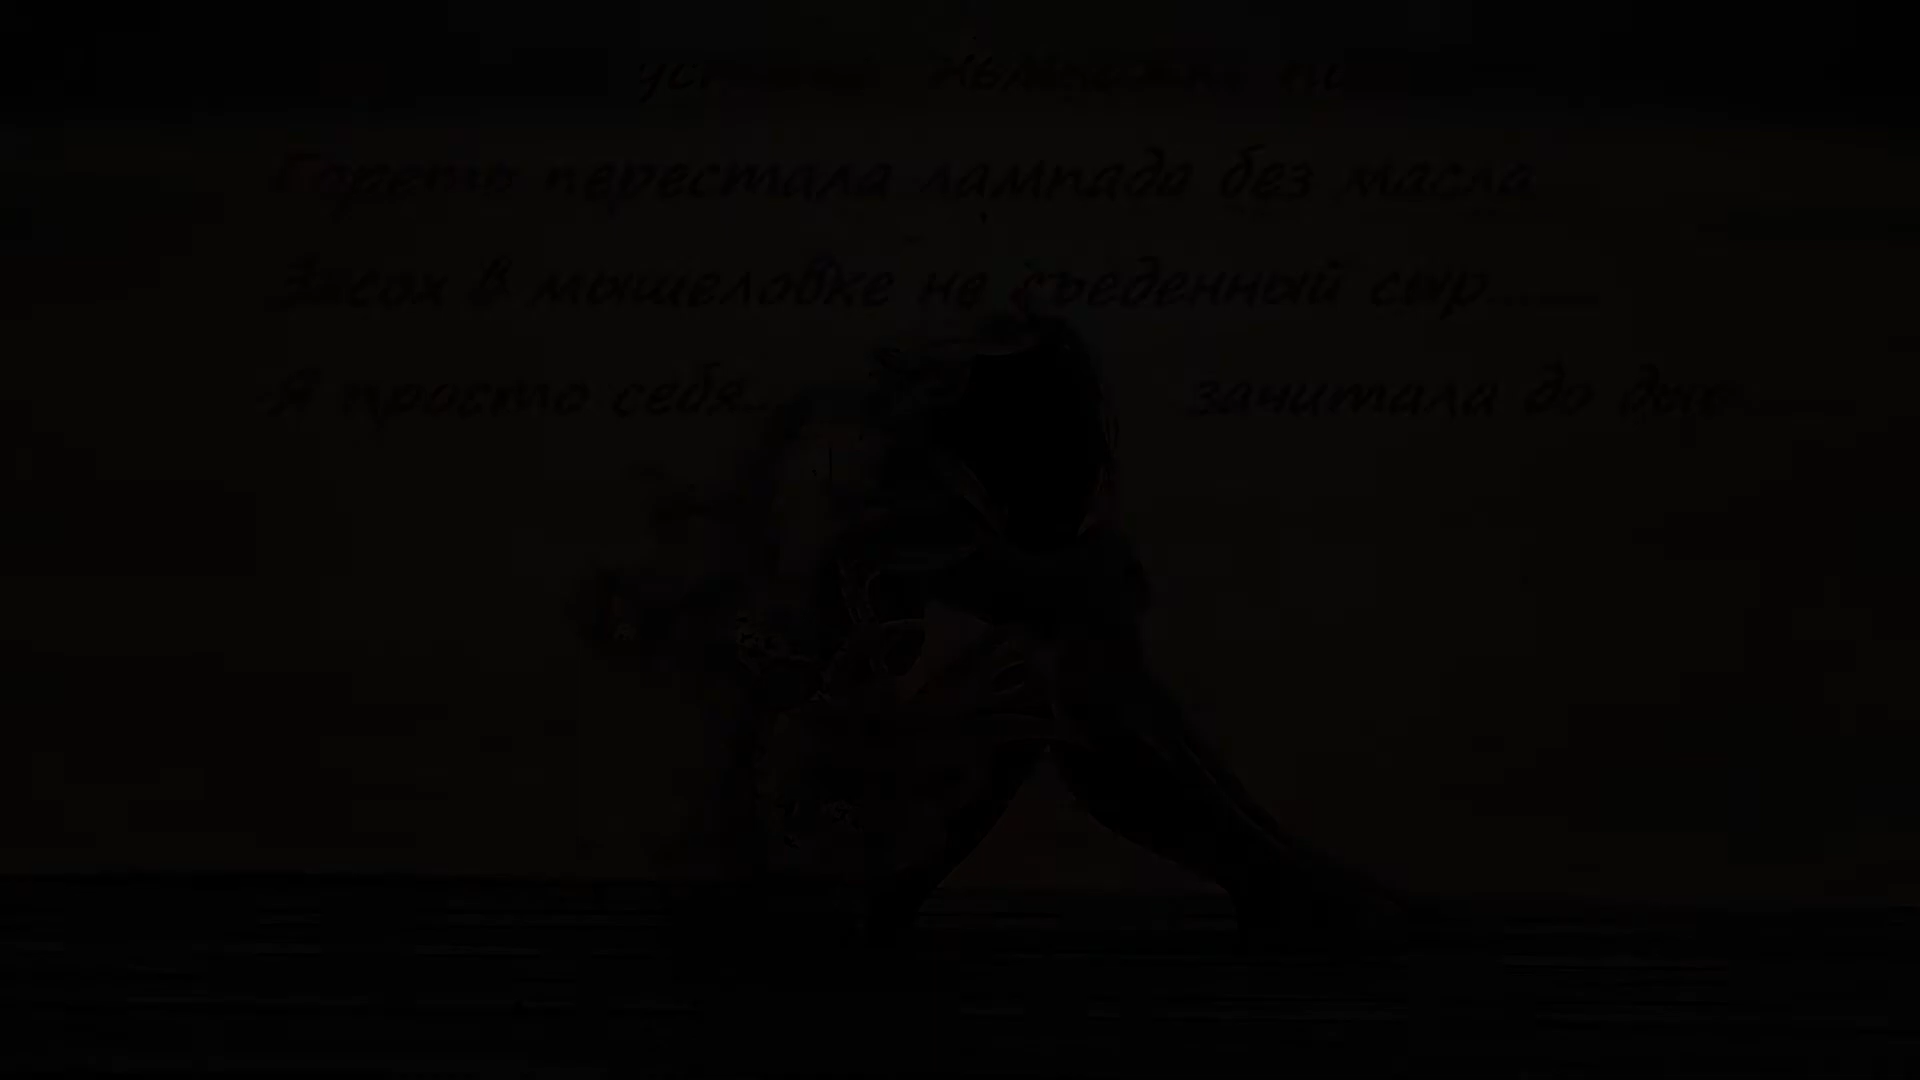 Гореть перестала лампада без масла
Засох в мышеловке не съеденный сыр......
Я просто себя... зачитала до дыр......